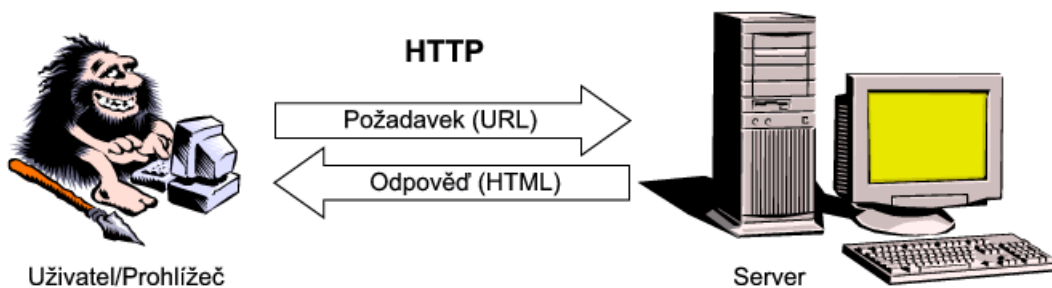 HTTP
Požadavek (URL)
Odpověď (HTML)
Uživatel/Prohlížeč
Server